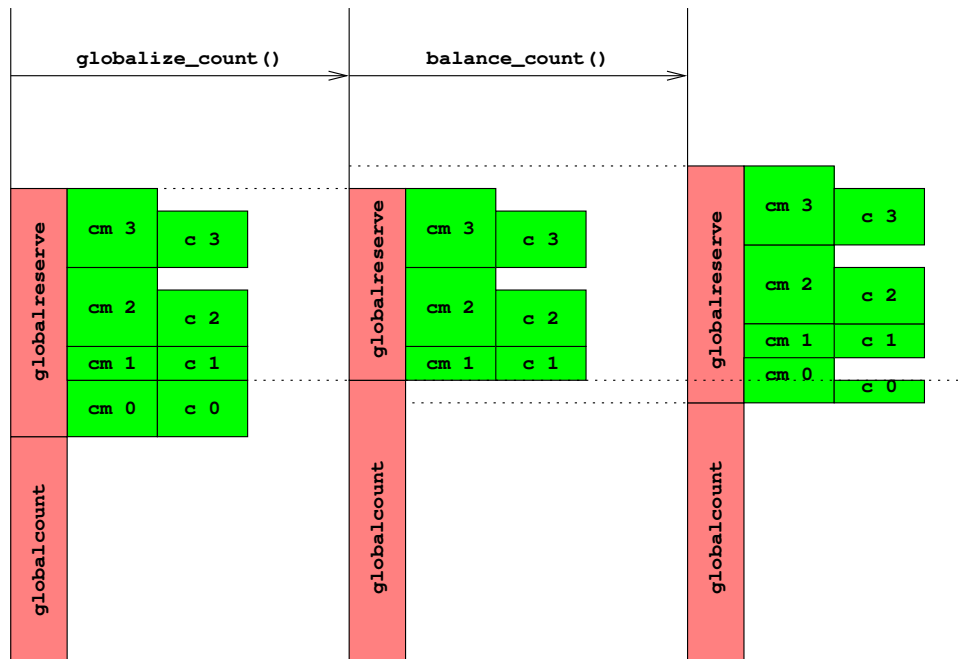 globalize_count()
balance_count()
globalreserve
cm 3
c 3
cm 2
c 2
cm 1
c 1
cm 0
c 0
globalcount
globalreserve
cm 3
c 3
cm 2
c 2
cm 1
c 1
globalcount
globalreserve
cm 3
c 3
cm 2
c 2
cm 1
c 1
cm 0
c 0
globalcount